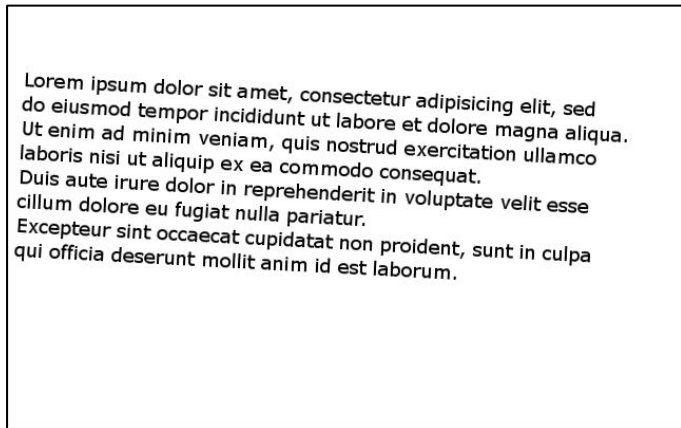 Lorem ipsum dolor sit amet, consectetur adipisicing elit, sed
do eiusmod tempor incididunt ut labore et dolore magna aliqua.
Ut enim ad minim veniam, quis nostrud exercitation ullamco
laboris nisi ut aliquip ex ea commodo consequat.
Duis aute irure dolor in reprehenderit in voluptate velit esse
cillum dolore eu fugiat nulla pariatur.
Excepteur sint occaecat cupidatat non proident, sunt in culpa
qui officia deserunt mollit anim id est laborum.